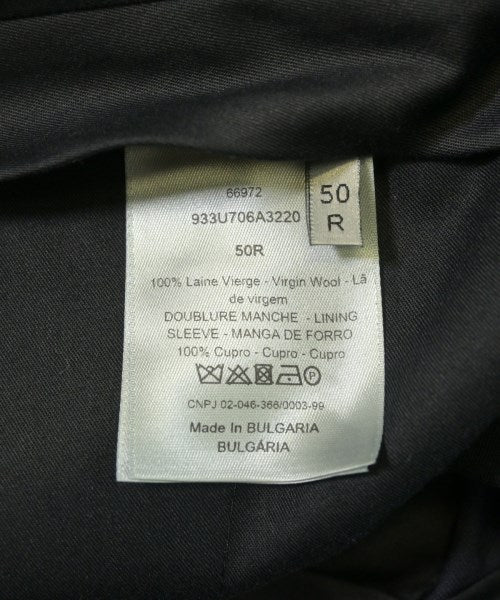 66972
933U706A3220
50R
50
R
100% Laine Vierge - Virgin Wool - Lã
de virgem
DOUBLURE MANCHE - LINING
SLEEVE - MANGA DE FORRO
100% Cupro - Cupro - Cupro
P
CNPJ 02-046-366/0003-99
Made In BULGARIA
BULGÁRIA